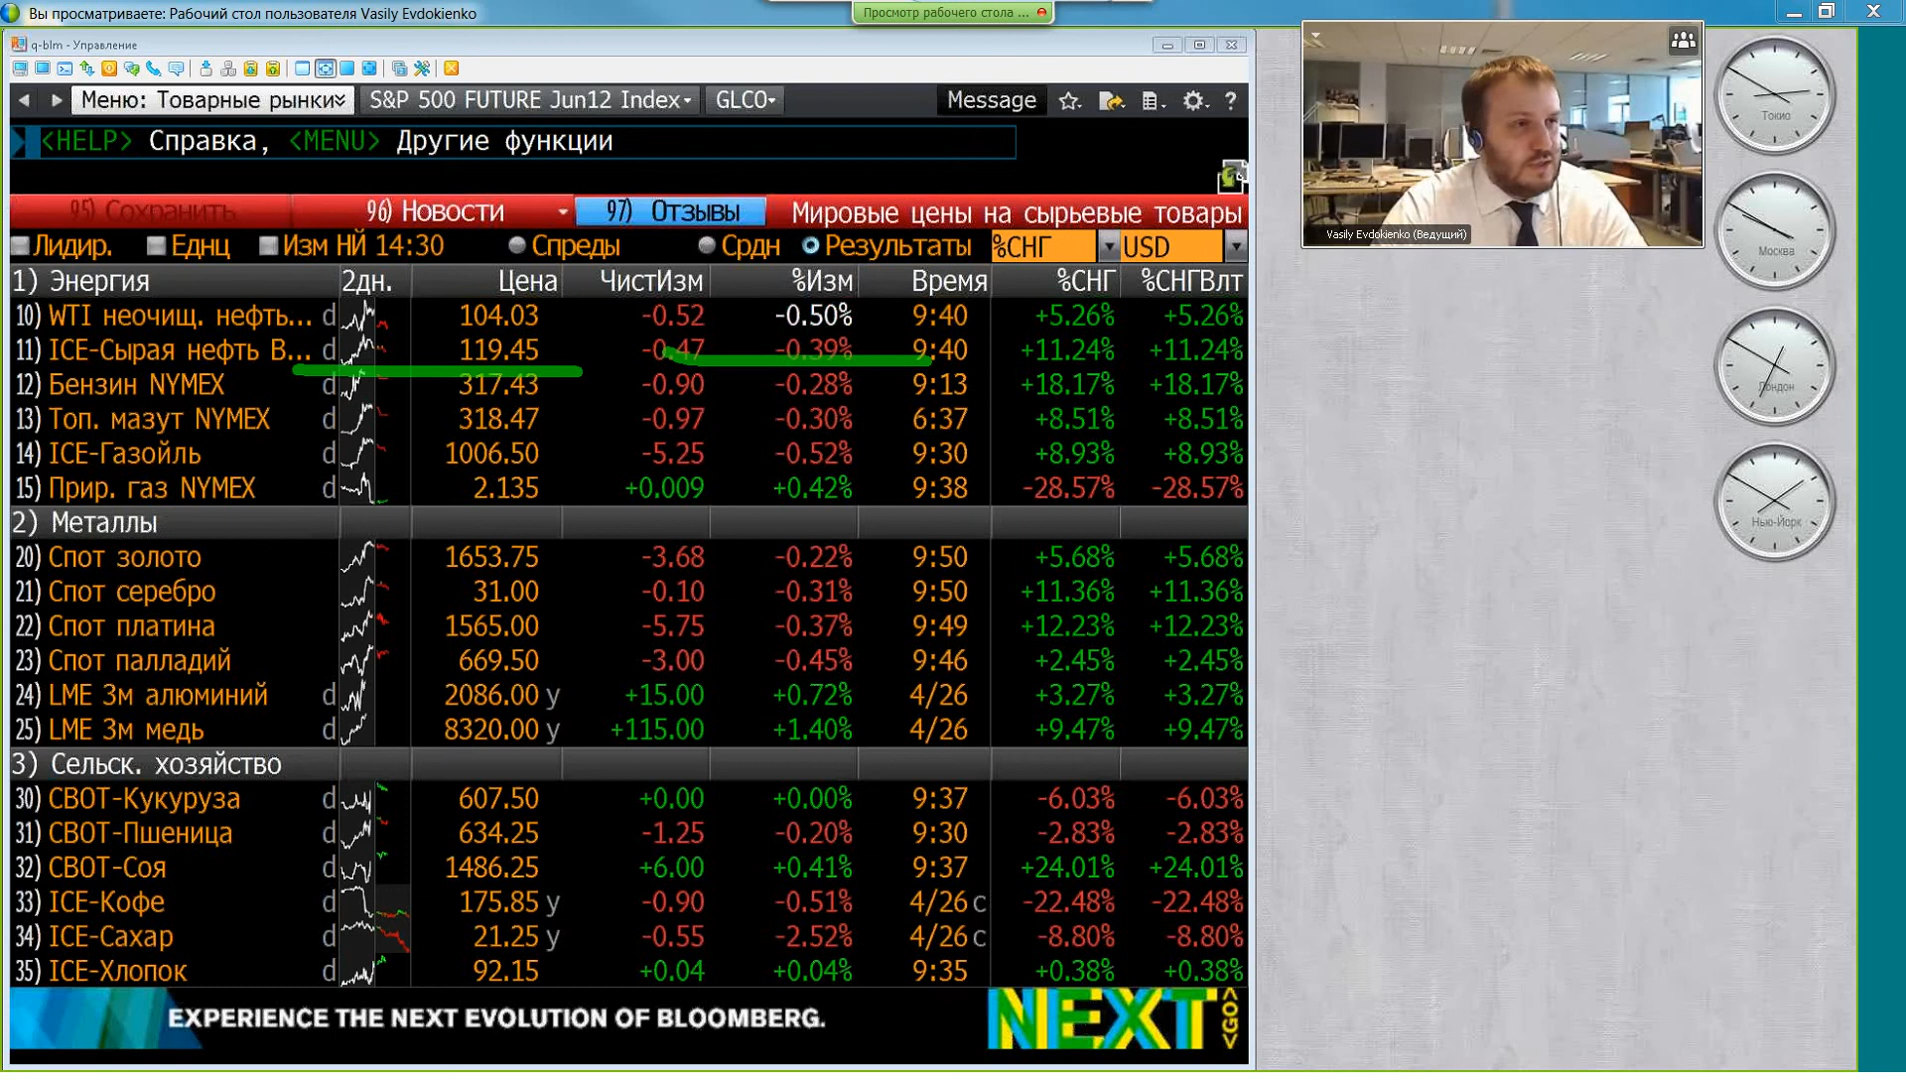 Вы просматриваете: Рабочий стол пользователя Vasily Evdokienko
Просмотр рабочего стола ...
q-blm - Управление
Меню: Товарные рынки S&P 500 FUTURE Jun12 Index GLCO Message ?
<HELP> Справка, <MENU> Другие функции
95) Сохранить 96) Новости 97) Отзывы Мировые цены на сырьевые товары
Лидир. Еднц Изм НЙ 14:30 Спреды Срдн Результаты %СНГ USD
1) Энергия 2дн. Цена ЧистИзм %Изм Время %СНГ %СНГВлт
10) WTI неочищ. нефть... d 104.03 -0.52 -0.50% 9:40 +5.26% +5.26%
11) ICE-Сырая нефть B... d 119.45 -0.47 -0.39% 9:40 +11.24% +11.24%
12) Бензин NYMEX d 317.43 -0.90 -0.28% 9:13 +18.17% +18.17%
13) Топ. мазут NYMEX d 318.47 -0.97 -0.30% 6:37 +8.51% +8.51%
14) ICE-Газойль d 1006.50 -5.25 -0.52% 9:30 +8.93% +8.93%
15) Прир. газ NYMEX d 2.135 +0.009 +0.42% 9:38 -28.57% -28.57%
2) Металлы
20) Спот золото 1653.75 -3.68 -0.22% 9:50 +5.68% +5.68%
21) Спот серебро 31.00 -0.10 -0.31% 9:50 +11.36% +11.36%
22) Спот платина 1565.00 -5.75 -0.37% 9:49 +12.23% +12.23%
23) Спот палладий 669.50 -3.00 -0.45% 9:46 +2.45% +2.45%
24) LME 3м алюминий d 2086.00 y +15.00 +0.72% 4/26 +3.27% +3.27%
25) LME 3м медь d 8320.00 y +115.00 +1.40% 4/26 +9.47% +9.47%
3) Сельск. хозяйство
30) CBOT-Кукуруза d 607.50 +0.00 +0.00% 9:37 -6.03% -6.03%
31) CBOT-Пшеница d 634.25 -1.25 -0.20% 9:30 -2.83% -2.83%
32) CBOT-Соя d 1486.25 +6.00 +0.41% 9:37 +24.01% +24.01%
33) ICE-Кофе d 175.85 y -0.90 -0.51% 4/26 c -22.48% -22.48%
34) ICE-Сахар d 21.25 y -0.55 -2.52% 4/26 c -8.80% -8.80%
35) ICE-Хлопок d 92.15 +0.04 +0.04% 9:35 +0.38% +0.38%
EXPERIENCE THE NEXT EVOLUTION OF BLOOMBERG.
NEXT
<GO>
Vasily Evdokienko (Ведущий)
Токио
Москва
Лондон
Нью-Йорк